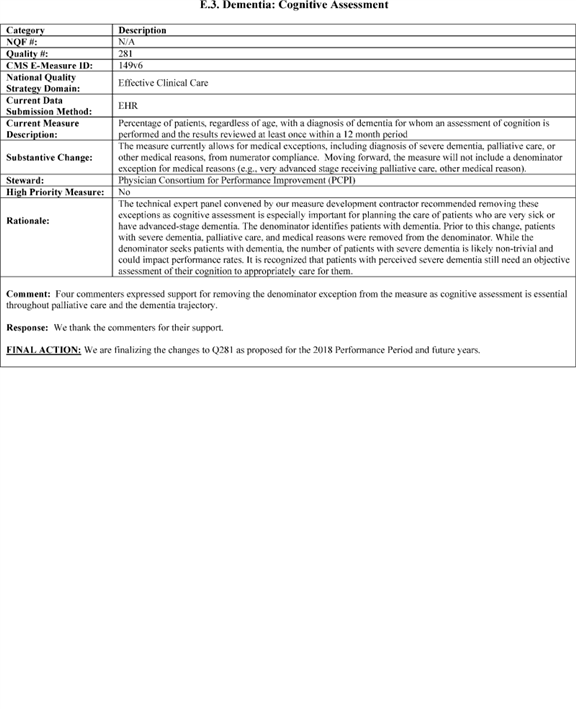 E.3. Dementia: Cognitive Assessment
Category Description
NQF #: N/A
Quality #: 281
CMS E-Measure ID: 149v6
National Quality
Strategy Domain: Effective Clinical Care
Current Data
Submission Method: EHR
Current Measure
Description:
Percentage of patients, regardless of age, with a diagnosis of dementia for whom an assessment of cognition is
performed and the results reviewed at least once within a 12 month period
Substantive Change:
The measure currently allows for medical exceptions, including diagnosis of severe dementia, palliative care, or
other medical reasons, from numerator compliance. Moving forward, the measure will not include a denominator
exception for medical reasons (e.g., very advanced stage receiving palliative care, other medical reason).
Steward: Physician Consortium for Performance Improvement (PCPI)
High Priority Measure: No
Rationale:
The technical expert panel convened by our measure development contractor recommended removing these
exceptions as cognitive assessment is especially important for planning the care of patients who are very sick or
have advanced-stage dementia. The denominator identifies patients with dementia. Prior to this change, patients
with severe dementia, palliative care, and medical reasons were removed from the denominator. While the
denominator seeks patients with dementia, the number of patients with severe dementia is likely non-trivial and
could impact performance rates. It is recognized that patients with perceived severe dementia still need an objective
assessment of their cognition to appropriately care for them.
Comment: Four commenters expressed support for removing the denominator exception from the measure as cognitive assessment is essential
throughout palliative care and the dementia trajectory.
Response: We thank the commenters for their support.
FINAL ACTION: We are finalizing the changes to Q281 as proposed for the 2018 Performance Period and future years.